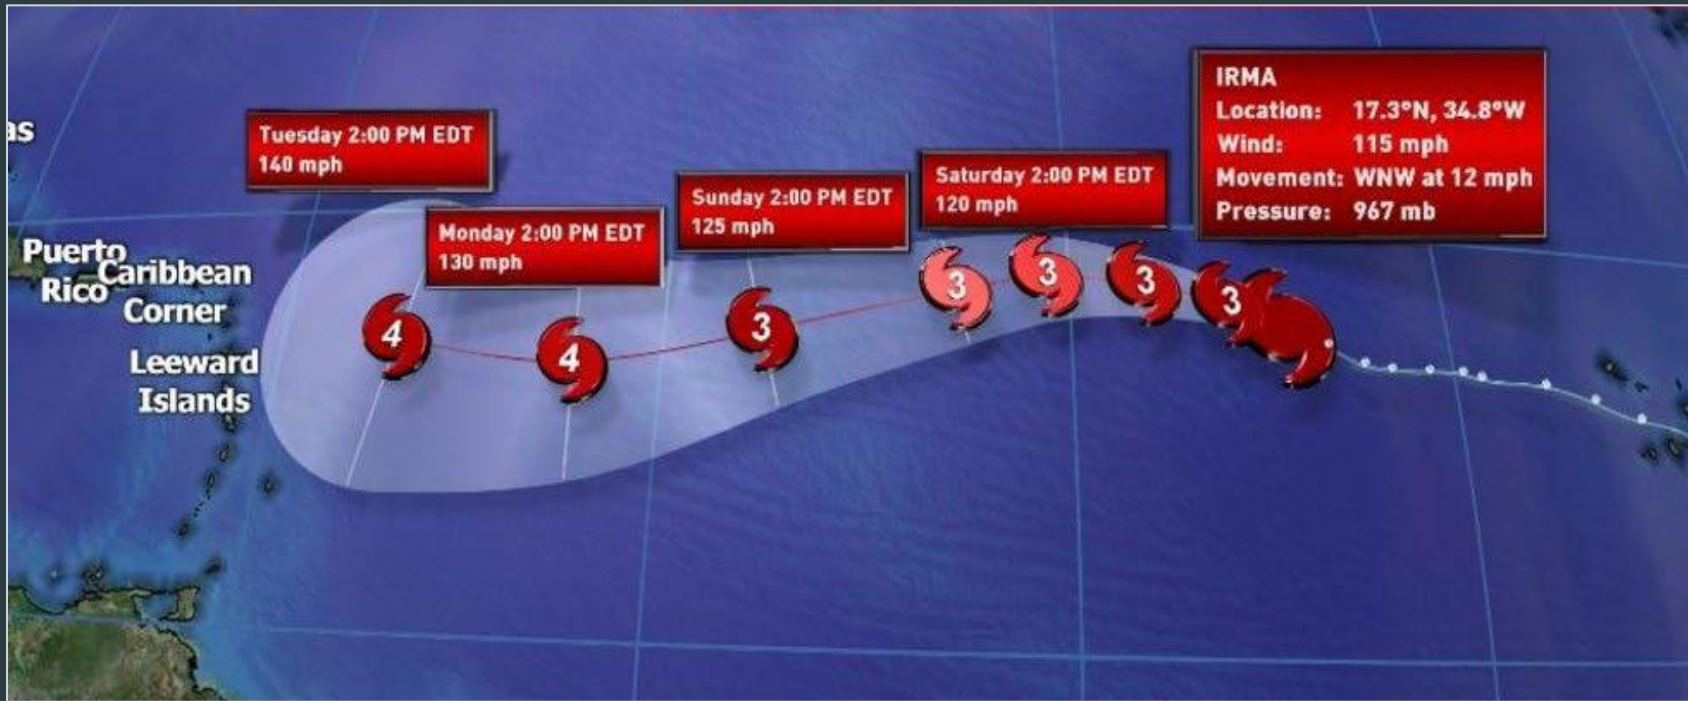 as
IRMA
Location: 17.3°N, 34.8°W
Wind: 115 mph
Movement: WNW at 12 mph
Pressure: 967 mb
Tuesday 2:00 PM EDT
140 mph
Monday 2:00 PM EDT
130 mph
Sunday 2:00 PM EDT
125 mph
Saturday 2:00 PM EDT
120 mph
Puerto
Rico
Caribbean
Corner
Leeward
Islands
4
4
3
3
3
3
3